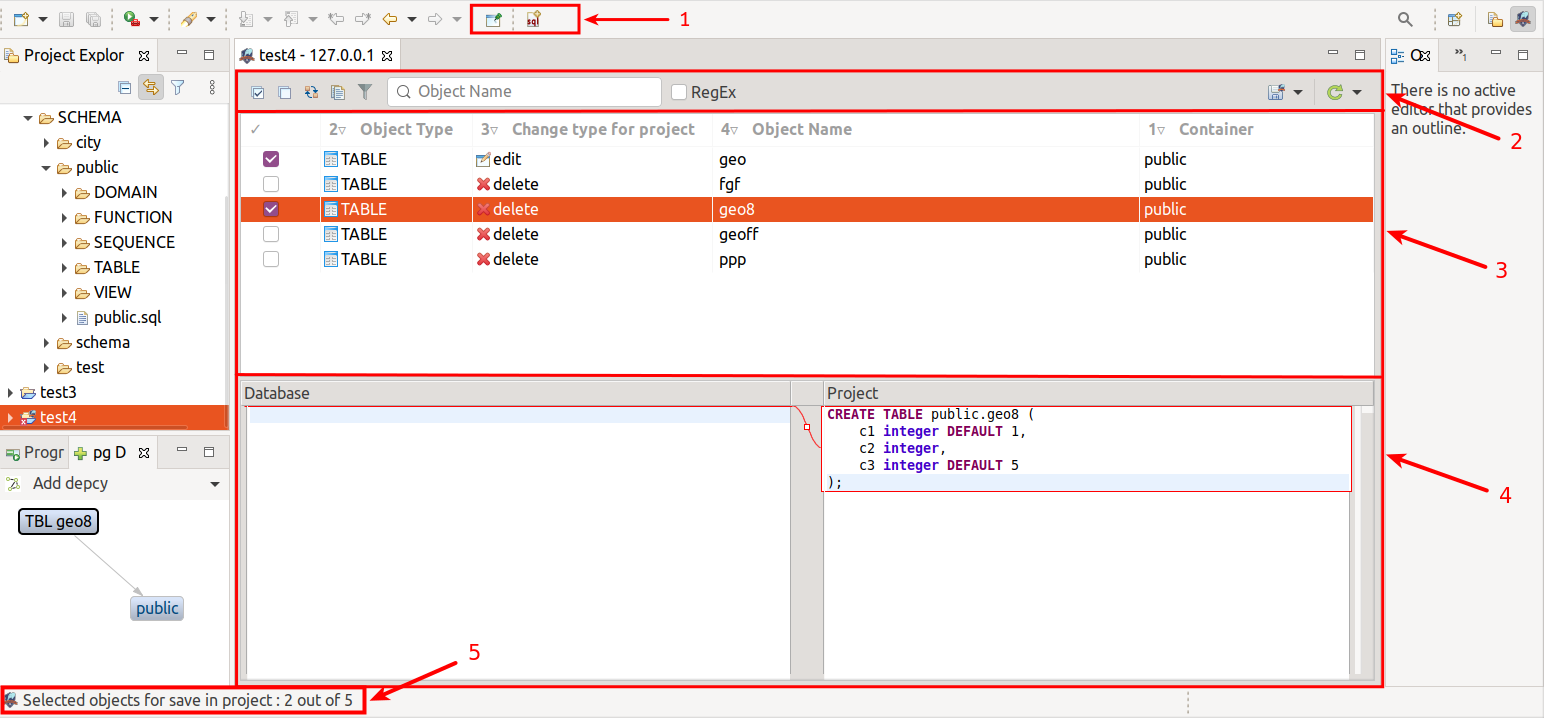 sql
1
Project Explor
test4 - 127.0.0.1
O
»1
Object Name
RegEx
There is no active
editor that provides
an outline.
2
SCHEMA
city
public
DOMAIN
FUNCTION
SEQUENCE
TABLE
VIEW
public.sql
schema
test
test3
test4
✓ 2 Object Type 3 Change type for project 4 Object Name 1 Container
TABLE edit geo public
TABLE delete fgf public
TABLE delete geo8 public
TABLE delete geoff public
TABLE delete ppp public
3
Database
Project
CREATE TABLE public.geo8 (
c1 integer DEFAULT 1,
c2 integer,
c3 integer DEFAULT 5
);
4
Progr
pg D
Add depcy
TBL geo8
public
5
Selected objects for save in project : 2 out of 5